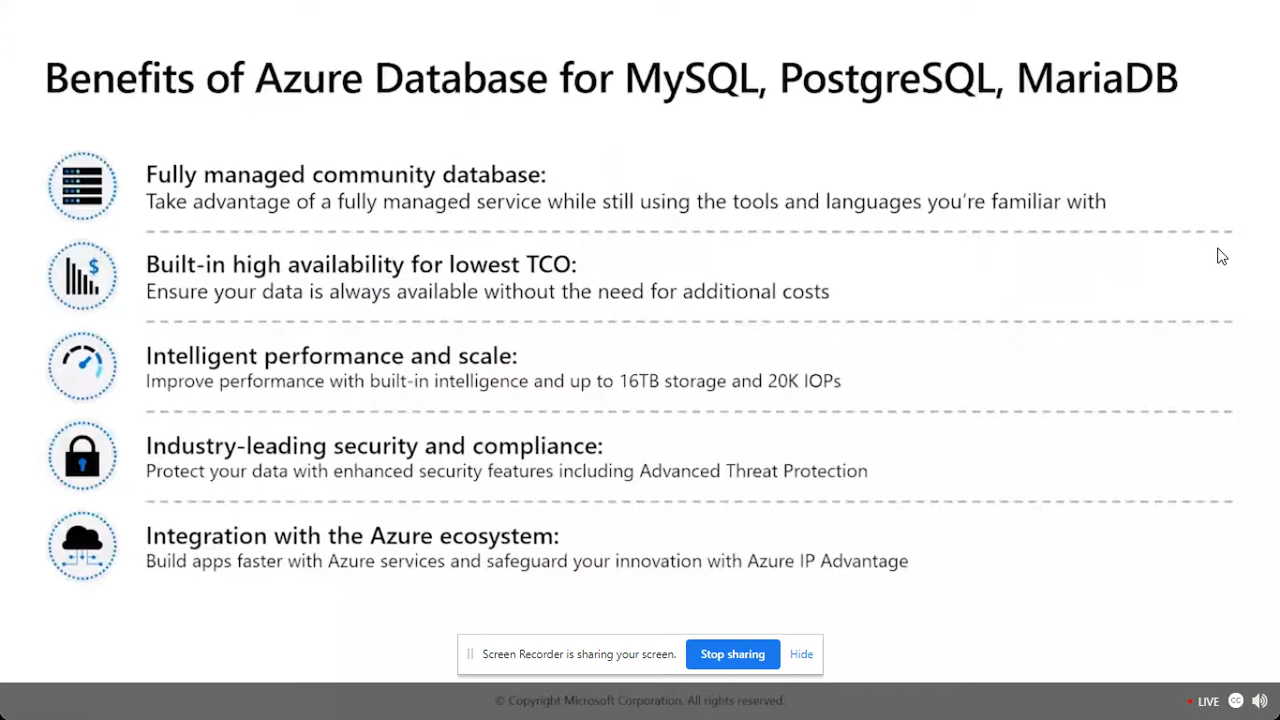 Benefits of Azure Database for MySQL, PostgreSQL, MariaDB
Fully managed community database:
Take advantage of a fully managed service while still using the tools and languages you're familiar with
Built-in high availability for lowest TCO:
Ensure your data is always available without the need for additional costs
Intelligent performance and scale:
Improve performance with built-in intelligence and up to 16TB storage and 20K IOPs
Industry-leading security and compliance:
Protect your data with enhanced security features including Advanced Threat Protection
Integration with the Azure ecosystem:
Build apps faster with Azure services and safeguard your innovation with Azure IP Advantage
Screen Recorder is sharing your screen. Stop sharing Hide
© Copyright Microsoft Corporation. All rights reserved.
LIVE CC